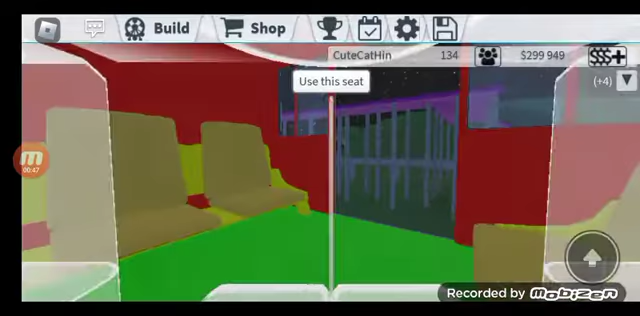 Build
Shop
CuteCatHin 134 $299 949
Use this seat
(+4)
M
00:47
Recorded by MOBIZEN